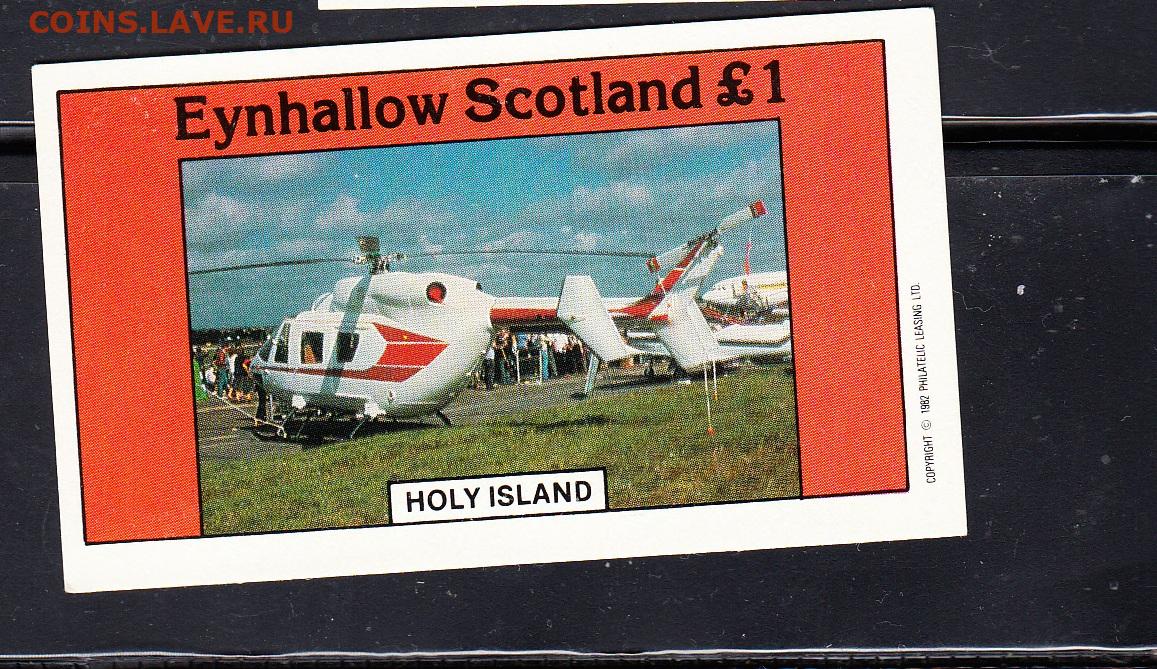 COINS.LAVE.RU
Eynhallow Scotland £1
HOLY ISLAND
COPYRIGHT © 1982 PHILATELIC LEASING LTD.